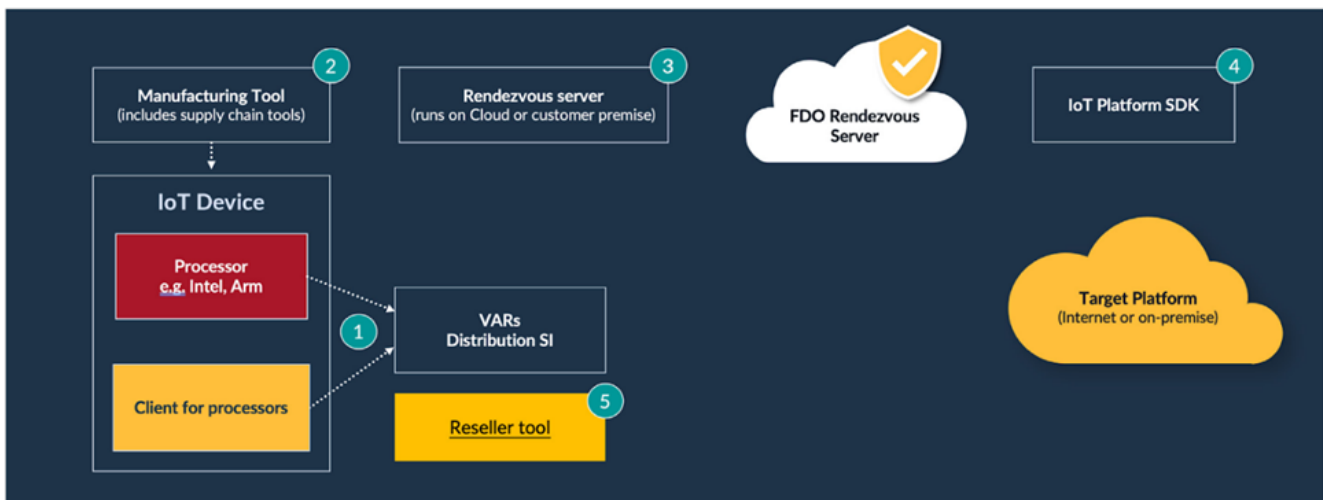 2
Manufacturing Tool
(includes supply chain tools)
3
Rendezvous server
(runs on Cloud or customer premise)
FDO Rendezvous
Server
4
IoT Platform SDK
IoT Device
Processor
e.g. Intel, Arm
1
VARs
Distribution SI
Client for processors
5
Reseller tool
Target Platform
(Internet or on-premise)